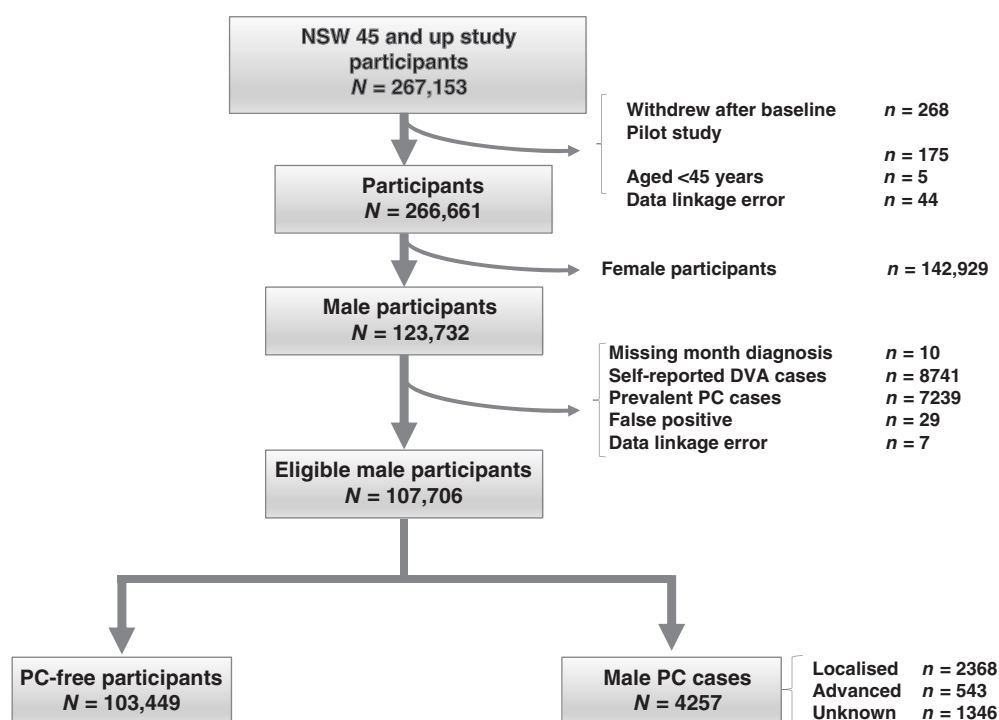 NSW 45 and up study
participants
N = 267,153
Withdrew after baseline n = 268
Pilot study
n = 175
Aged <45 years n = 5
Data linkage error n = 44
Participants
N = 266,661
Female participants n = 142,929
Male participants
N = 123,732
Missing month diagnosis n = 10
Self-reported DVA cases n = 8741
Prevalent PC cases n = 7239
False positive n = 29
Data linkage error n = 7
Eligible male participants
N = 107,706
PC-free participants
N = 103,449
Male PC cases
N = 4257
Localised n = 2368
Advanced n = 543
Unknown n = 1346